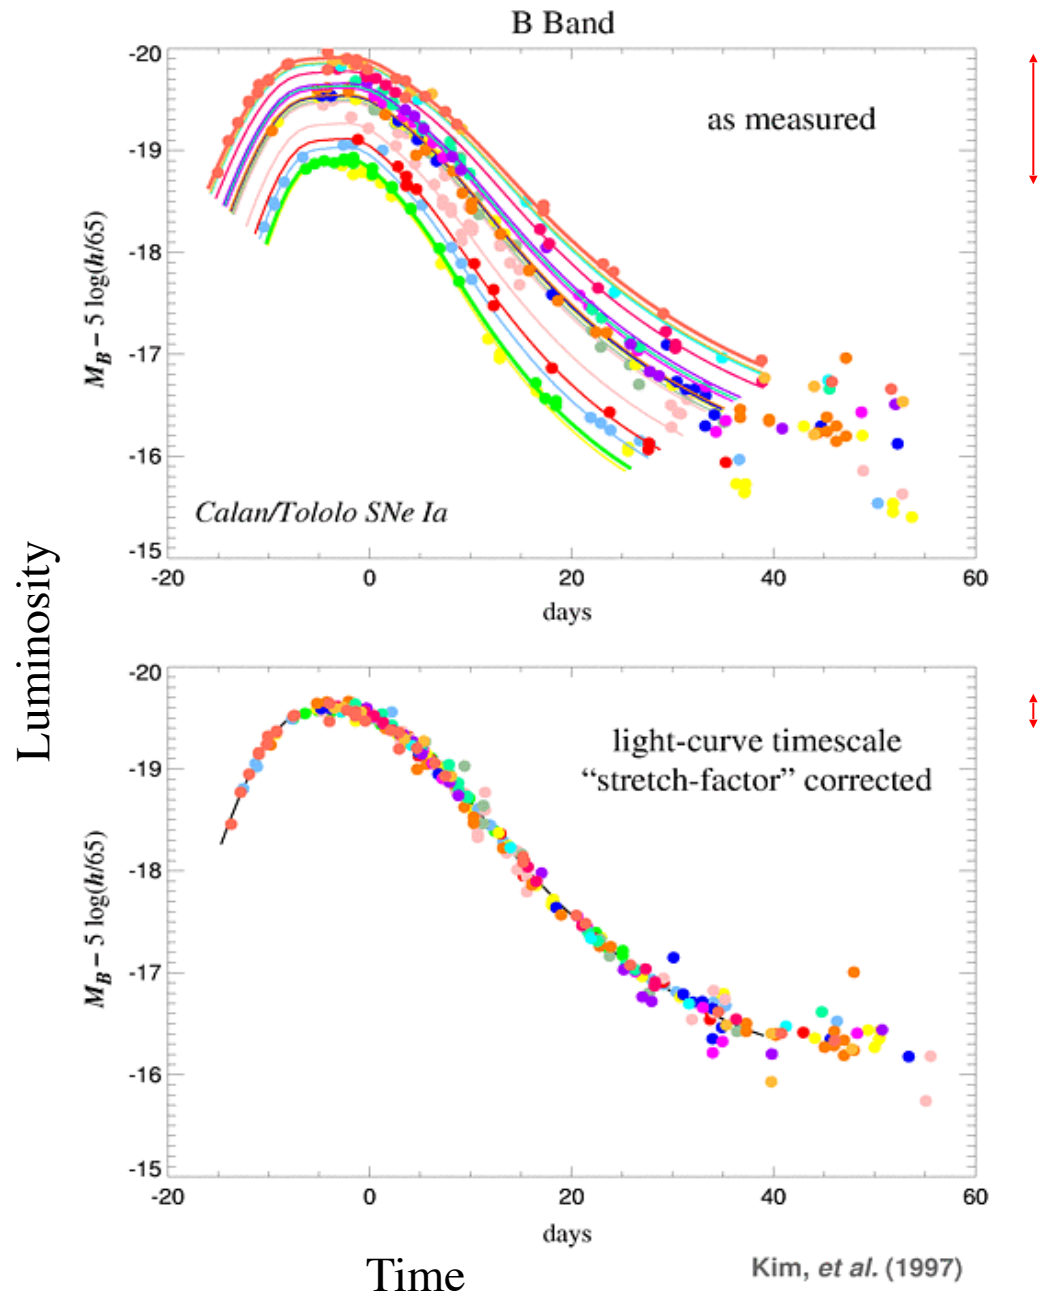 B Band
-20
as measured
-19
-18
M_B – 5 log(h/65)
-17
-16
Calan/Tololo SNe Ia
-15
-20 0 20 40 60
days
Luminosity
-20
light-curve timescale
“stretch-factor” corrected
-19
-18
M_B – 5 log(h/65)
-17
-16
-15
-20 0 20 40 60
days
Time
Kim, et al. (1997)